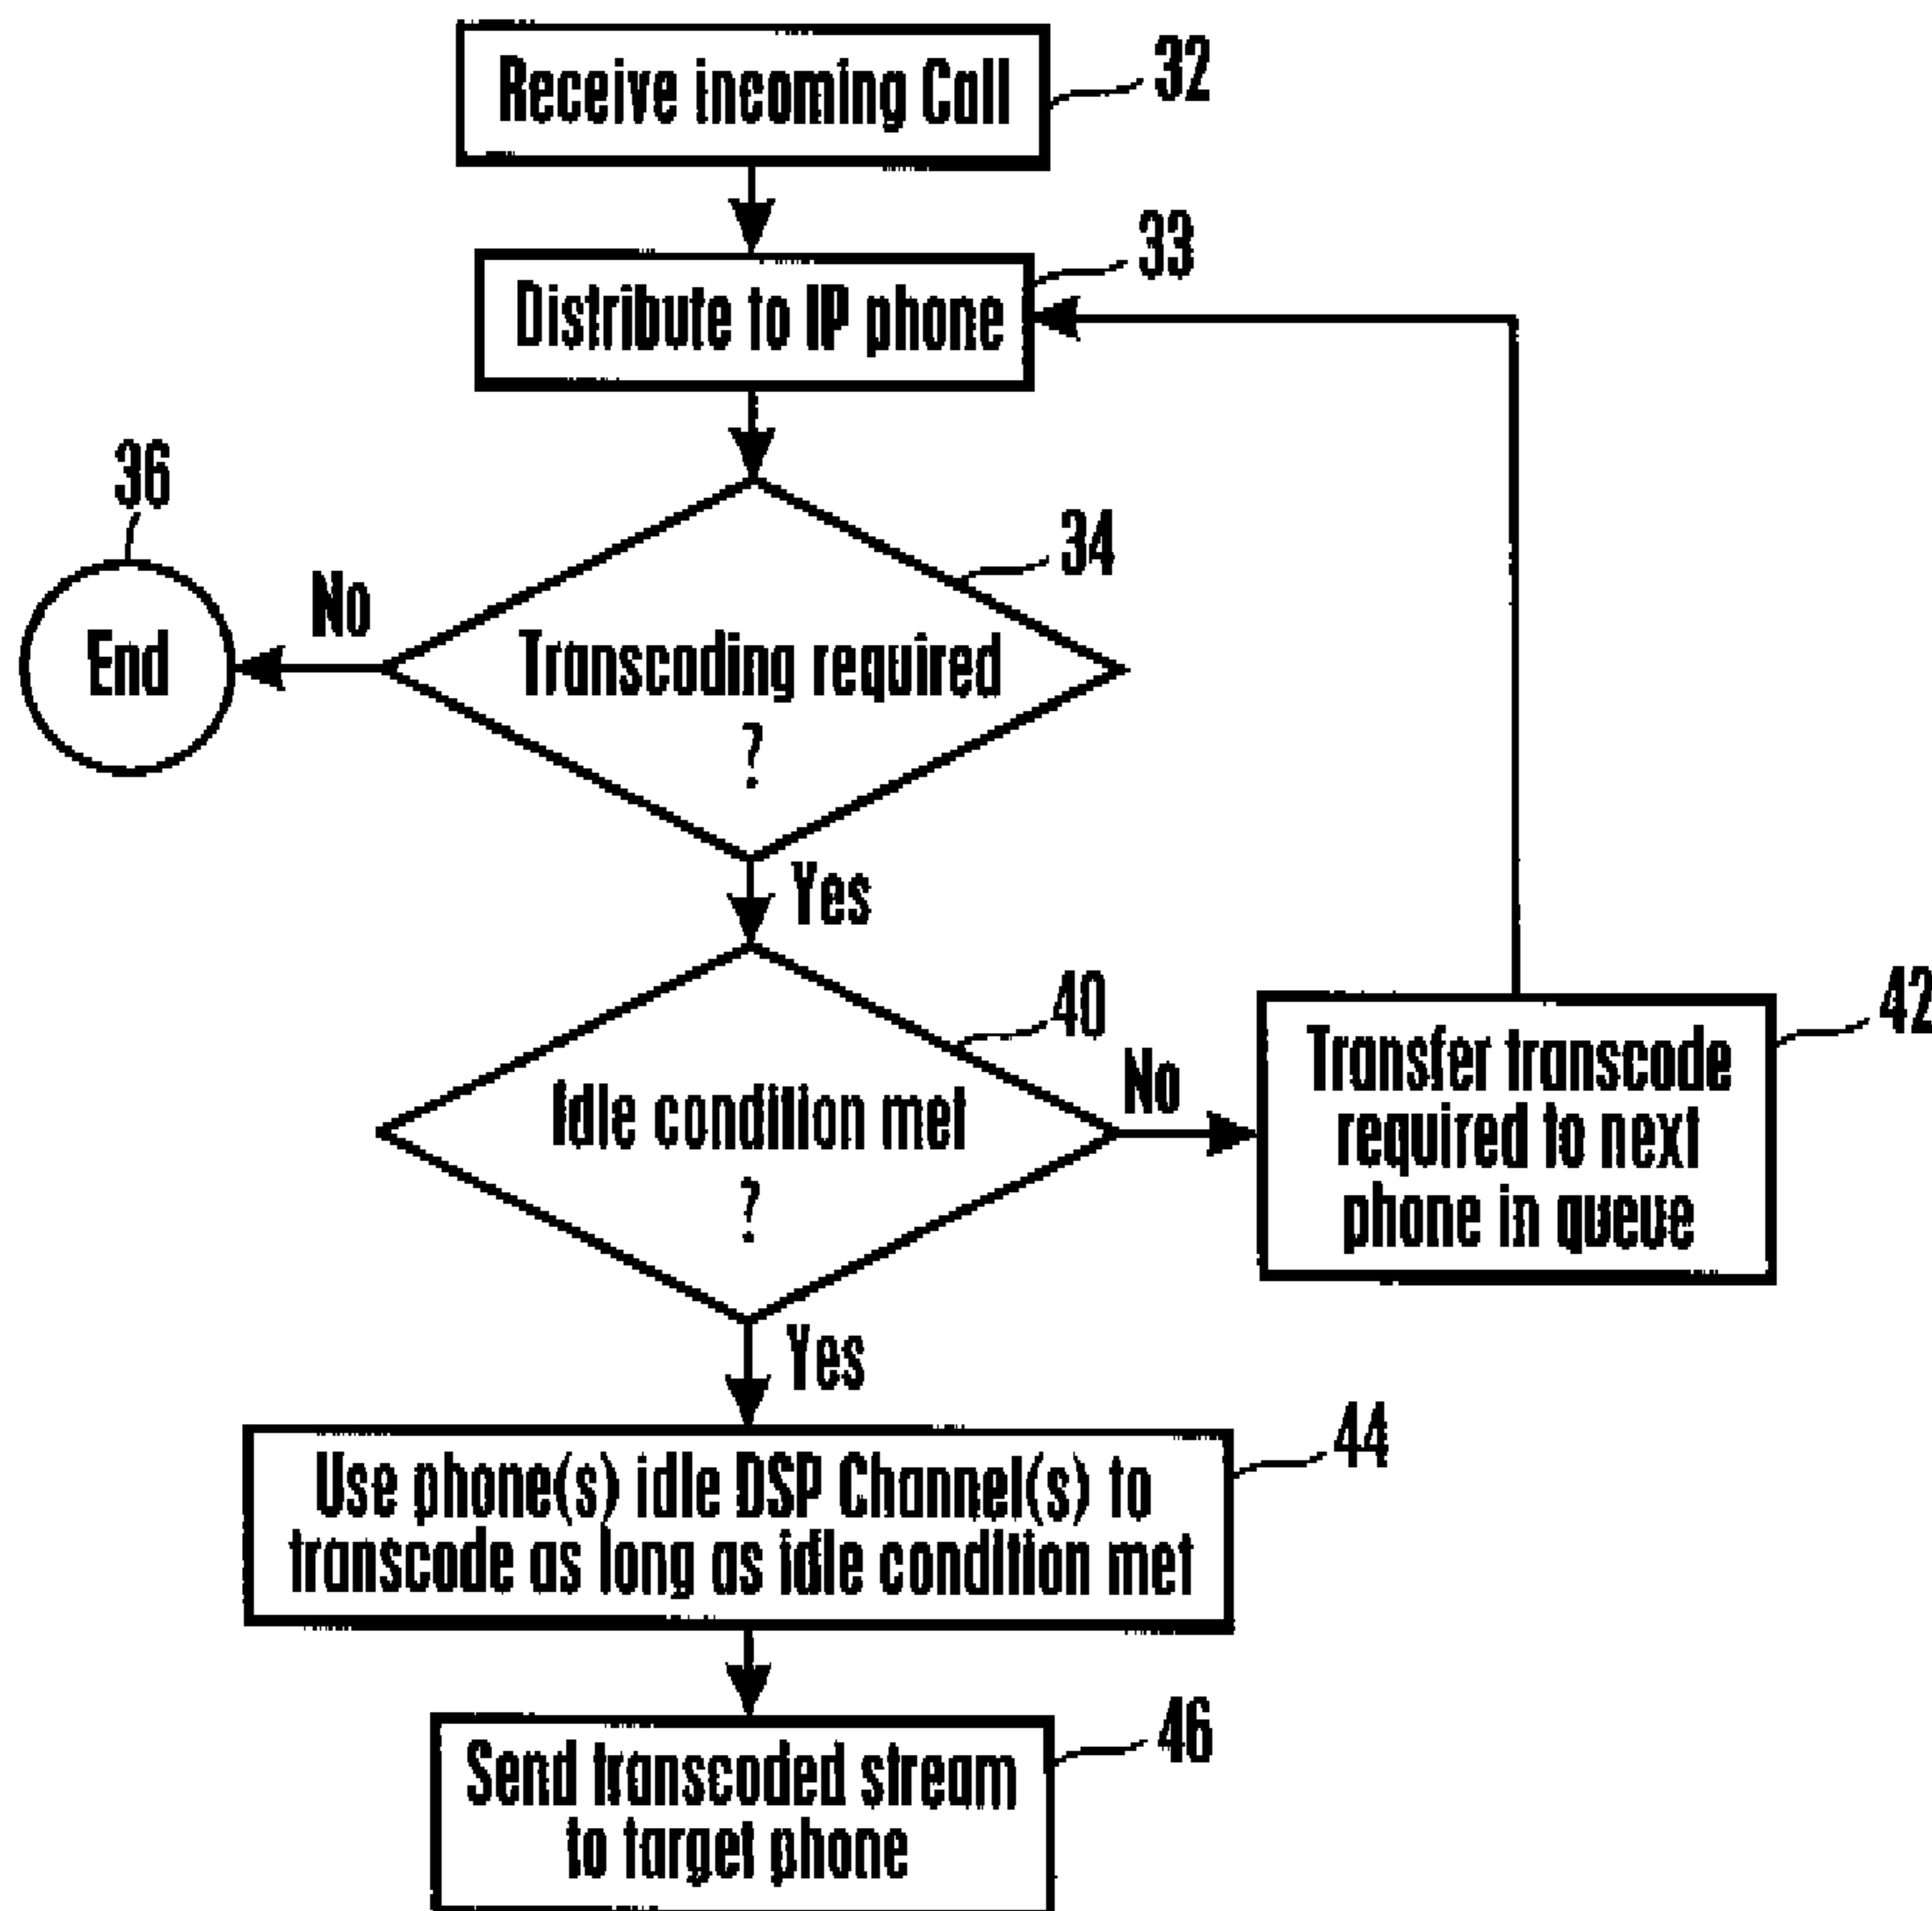 Receive incoming Call
32
Distribute to IP phone
33
36
34
No
End
Transcoding required
?
Yes
40
42
No
Idle condition met
?
Transfer transcode
required to next
phone in queue
Yes
44
Use phone(s) idle DSP Channel(s) to
transcode as long as idle condition met
46
Send transcoded stream
to target phone